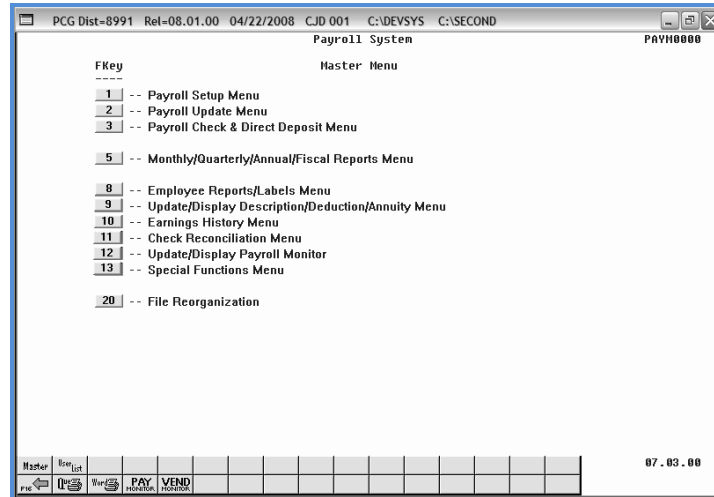 PCG Dist=8991 Rel=08.01.00 04/22/2008 CJD 001 C:\DEVSYS C:\SECOND
Payroll System PAYM0000
FKey Master Menu
----
1 -- Payroll Setup Menu
2 -- Payroll Update Menu
3 -- Payroll Check & Direct Deposit Menu
5 -- Monthly/Quarterly/Annual/Fiscal Reports Menu
8 -- Employee Reports/Labels Menu
9 -- Update/Display Description/Deduction/Annuity Menu
10 -- Earnings History Menu
11 -- Check Reconciliation Menu
12 -- Update/Display Payroll Monitor
13 -- Special Functions Menu
20 -- File Reorganization
Master User List 07.03.00
F16 Que Word PAY MONITOR VEND MONITOR